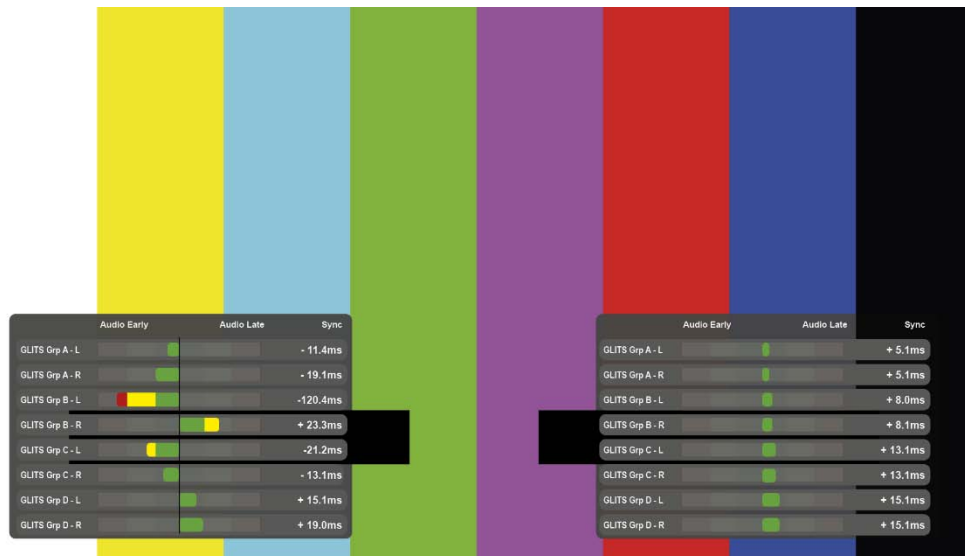 Audio Early Audio Late Sync
GLITS Grp A - L - 11.4ms
GLITS Grp A - R - 19.1ms
GLITS Grp B - L -120.4ms
GLITS Grp B - R + 23.3ms
GLITS Grp C - L -21.2ms
GLITS Grp C - R - 13.1ms
GLITS Grp D - L + 15.1ms
GLITS Grp D - R + 19.0ms
Audio Early Audio Late Sync
GLITS Grp A - L + 5.1ms
GLITS Grp A - R + 5.1ms
GLITS Grp B - L + 8.0ms
GLITS Grp B - R + 8.1ms
GLITS Grp C - L + 13.1ms
GLITS Grp C - R + 13.1ms
GLITS Grp D - L + 15.1ms
GLITS Grp D - R + 15.1ms